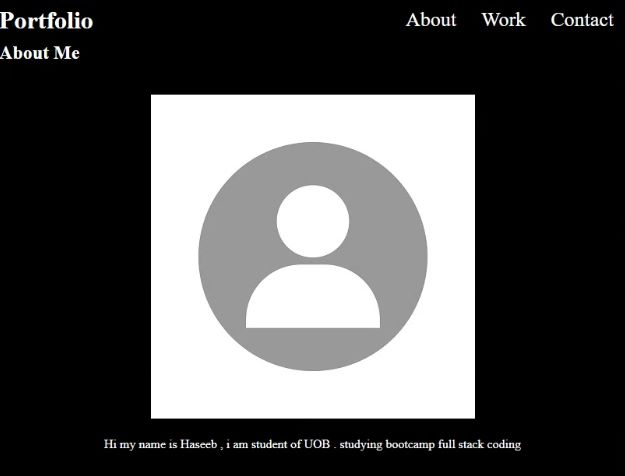 Portfolio
About Work Contact
About Me
Hi my name is Haseeb , i am student of UOB . studying bootcamp full stack coding